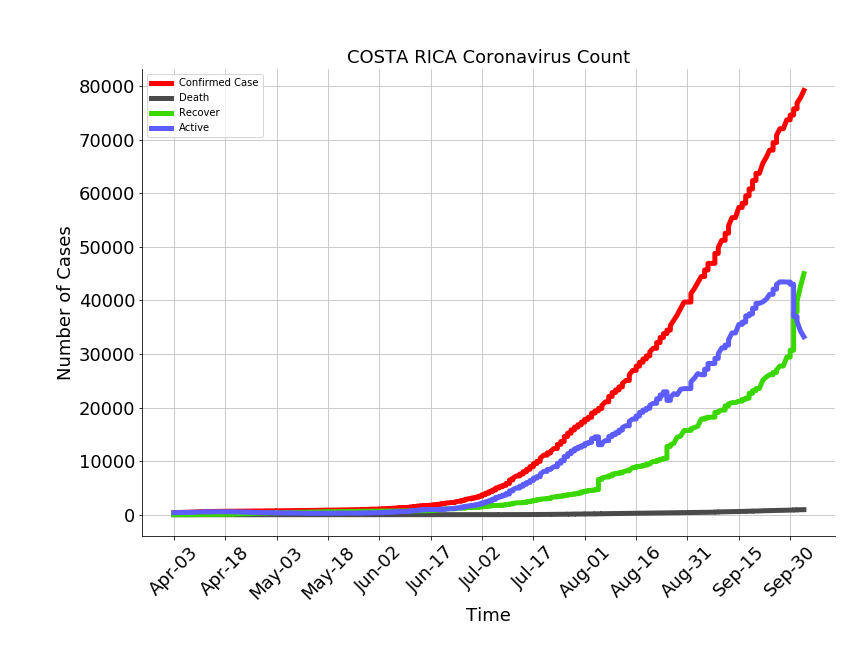 COSTA RICA Coronavirus Count
Confirmed Case
Death
Recover
Active
80000
70000
60000
50000
40000
30000
20000
10000
0
Number of Cases
Apr-03
Apr-18
May-03
May-18
Jun-02
Jun-17
Jul-02
Jul-17
Aug-01
Aug-16
Aug-31
Sep-15
Sep-30
Time